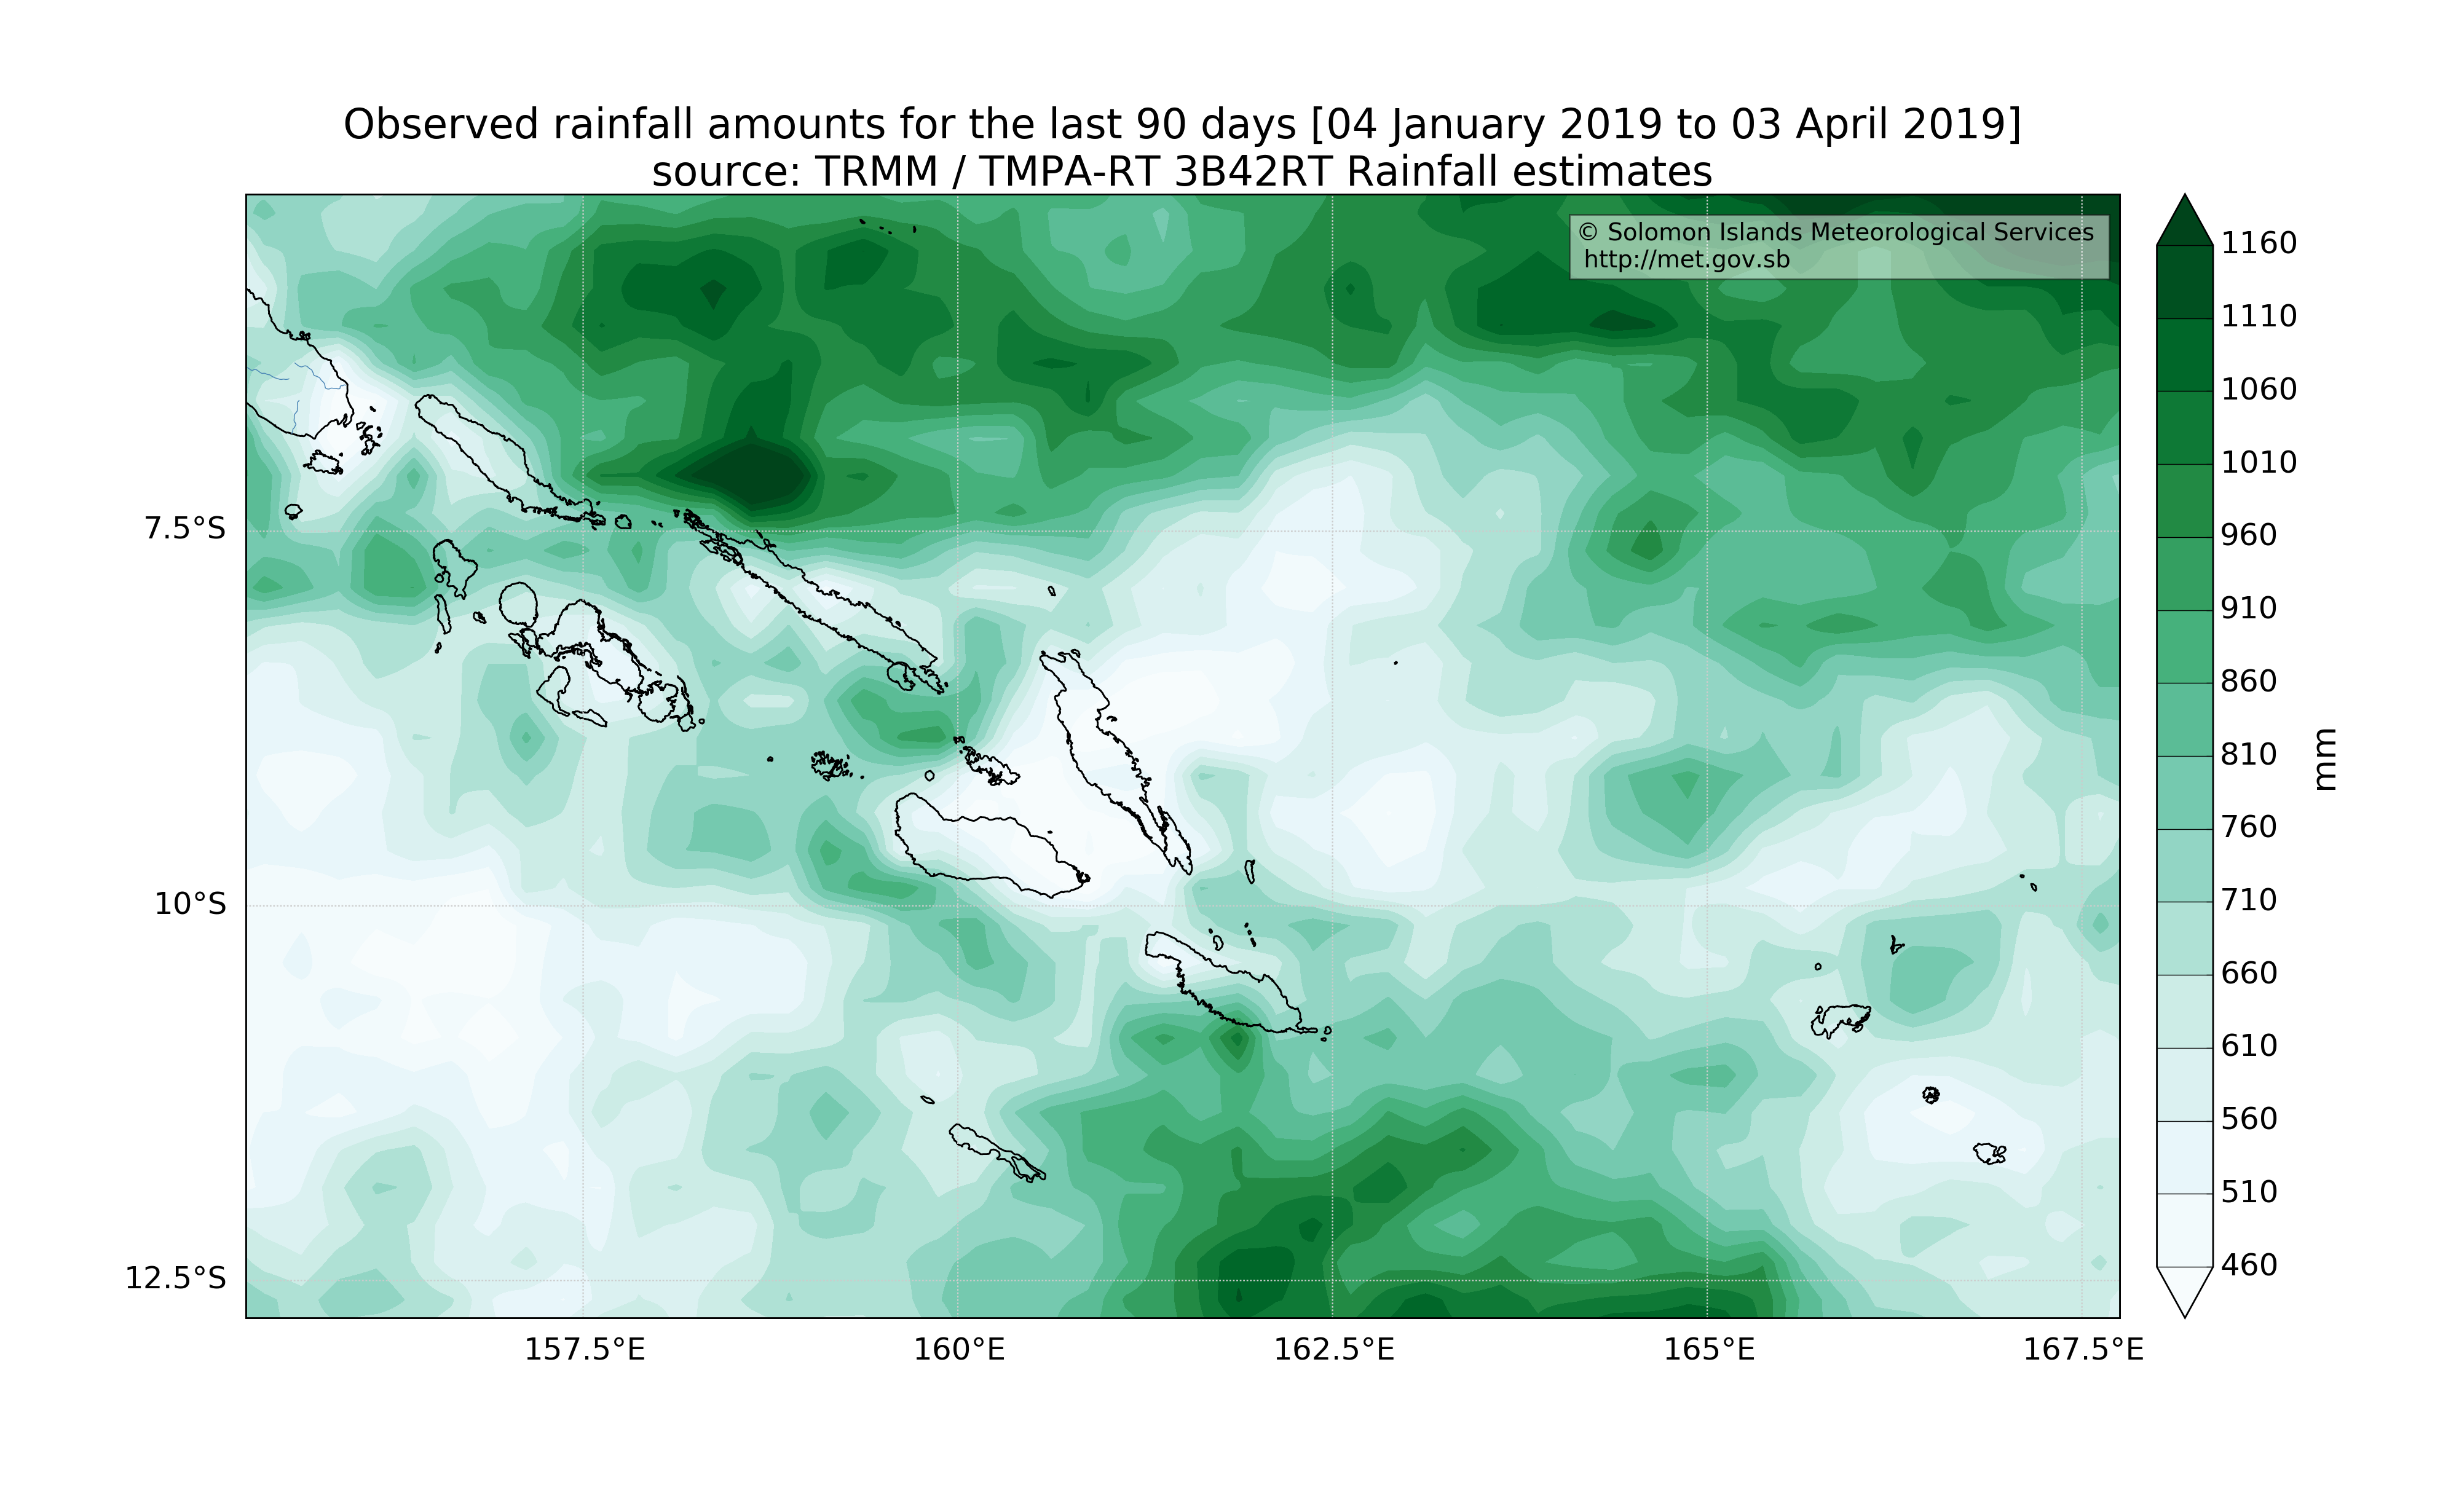 Observed rainfall amounts for the last 90 days [04 January 2019 to 03 April 2019]
source: TRMM / TMPA-RT 3B42RT Rainfall estimates
© Solomon Islands Meteorological Services
http://met.gov.sb
7.5°S
10°S
12.5°S
157.5°E
160°E
162.5°E
165°E
167.5°E
1160
1110
1060
1010
960
910
860
810
760
710
660
610
560
510
460
mm